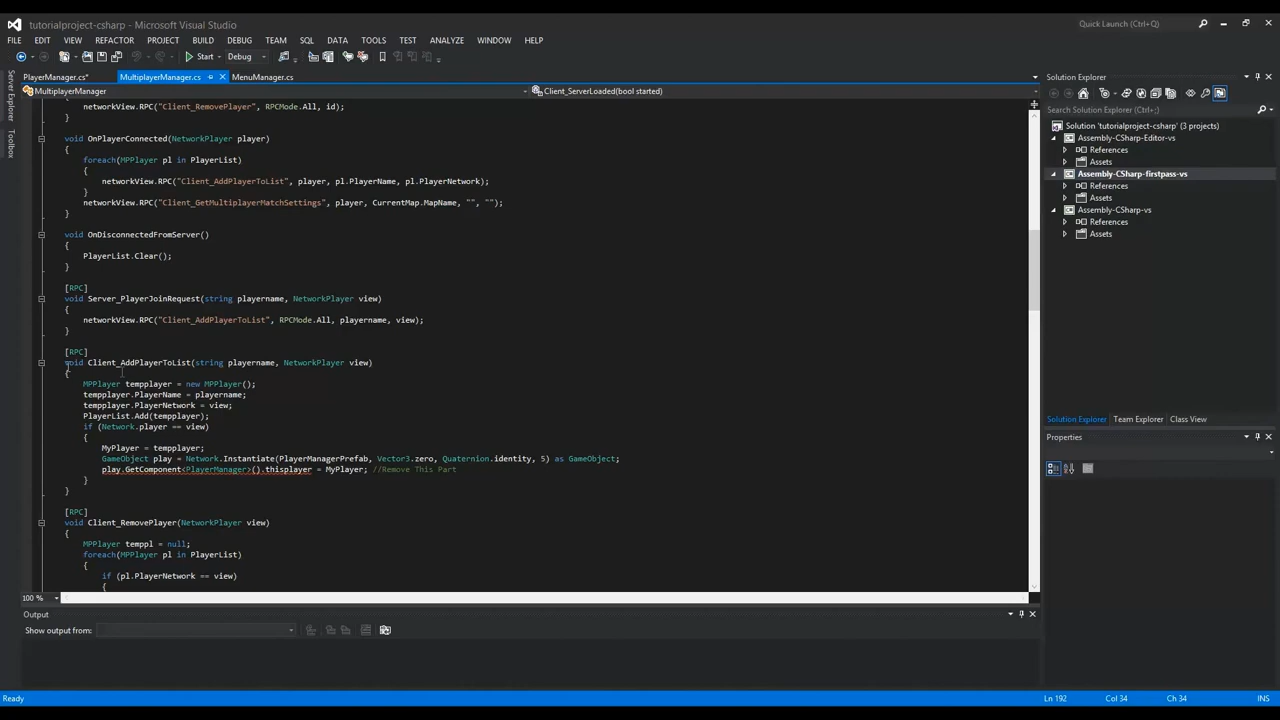 tutorialproject-csharp - Microsoft Visual Studio
Quick Launch (Ctrl+Q)
FILE EDIT VIEW REFACTOR PROJECT BUILD DEBUG TEAM SQL DATA TOOLS TEST ANALYZE WINDOW HELP
Start Debug
Server Explorer
Toolbox
PlayerManager.cs* MultiplayerManager.cs MenuManager.cs
MultiplayerManager Client_ServerLoaded(bool started)
networkView.RPC("Client_RemovePlayer", RPCMode.All, id);
}
void OnPlayerConnected(NetworkPlayer player)
{
foreach(MPPlayer pl in PlayerList)
{
networkView.RPC("Client_AddPlayerToList", player, pl.PlayerName, pl.PlayerNetwork);
}
networkView.RPC("Client_GetMultiplayerMatchSettings", player, CurrentMap.MapName, "", "");
}
void OnDisconnectedFromServer()
{
PlayerList.Clear();
}
[RPC]
void Server_PlayerJoinRequest(string playername, NetworkPlayer view)
{
networkView.RPC("Client_AddPlayerToList", RPCMode.All, playername, view);
}
[RPC]
void Client_AddPlayerToList(string playername, NetworkPlayer view)
{
MPPlayer tempplayer = new MPPlayer();
tempplayer.PlayerName = playername;
tempplayer.PlayerNetwork = view;
PlayerList.Add(tempplayer);
if (Network.player == view)
{
MyPlayer = tempplayer;
GameObject play = Network.Instantiate(PlayerManagerPrefab, Vector3.zero, Quaternion.identity, 5) as GameObject;
play.GetComponent<PlayerManager>().thisplayer = MyPlayer; //Remove This Part
}
}
[RPC]
void Client_RemovePlayer(NetworkPlayer view)
{
MPPlayer temppl = null;
foreach(MPPlayer pl in PlayerList)
{
if (pl.PlayerNetwork == view)
{
100 %
Output
Show output from:
Solution Explorer
Search Solution Explorer (Ctrl+;)
Solution 'tutorialproject-csharp' (3 projects)
Assembly-CSharp-Editor-vs
References
Assets
Assembly-CSharp-firstpass-vs
References
Assets
Assembly-CSharp-vs
References
Assets
Solution Explorer Team Explorer Class View
Properties
Ready Ln 192 Col 34 Ch 34 INS